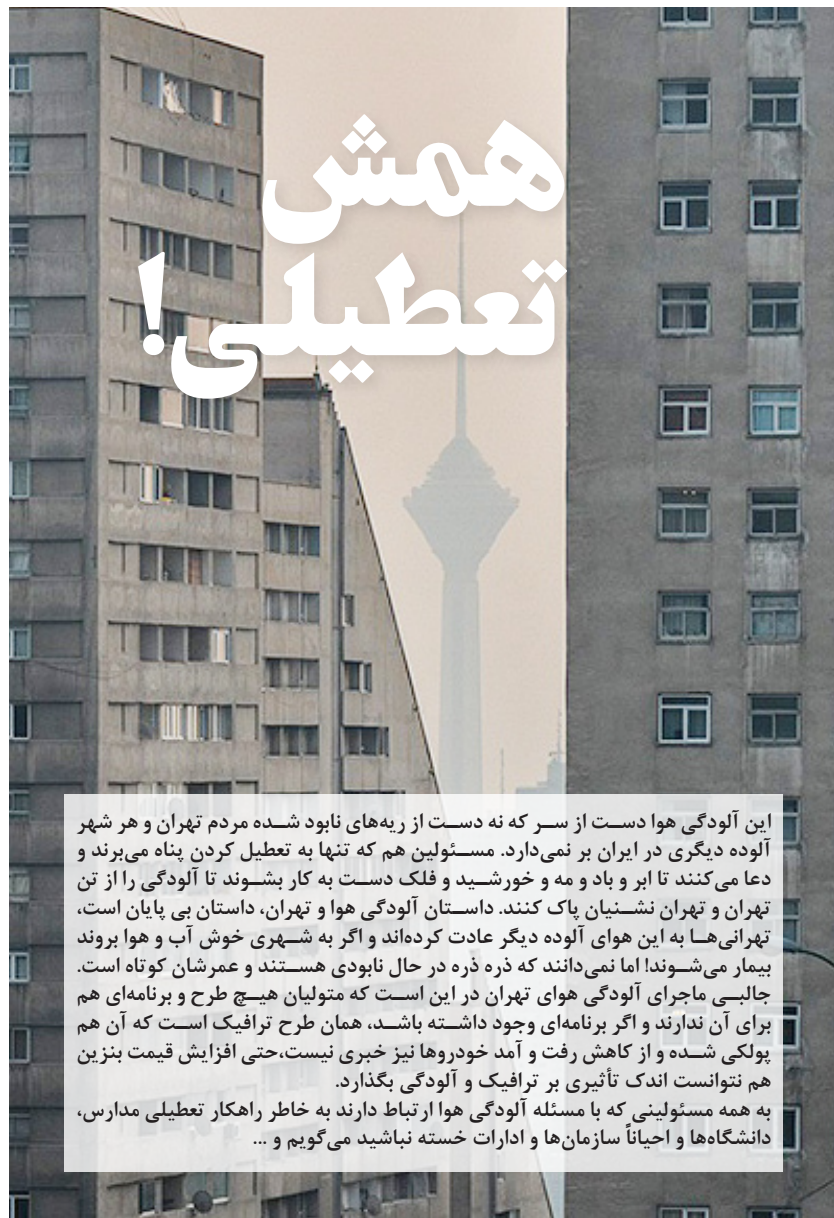 همش
تعطیلی!
این آلودگی هوا دست از سر که نه دست از ریه‌های نابود شده مردم تهران و هر شهر
آلوده دیگری در ایران بر نمی‌دارد. مسئولین هم که تنها به تعطیل کردن پناه می‌برند و
دعا می‌کنند تا ابر و باد و مه و خورشید و فلک دست به کار بشوند تا آلودگی را از تن
تهران و تهران نشنیان پاک کنند. داستان آلودگی هوا و تهران، داستان بی پایان است،
تهرانی‌ها به این هوای آلوده دیگر عادت کرده‌اند و اگر به شهری خوش آب و هوا بروند
بیمار می‌شوند! اما نمی‌دانند که ذره ذره در حال نابودی هستند و عمرشان کوتاه است.
جالبی ماجرای آلودگی هوای تهران در این است که متولیان هیچ طرح و برنامه‌ای هم
برای آن ندارند و اگر برنامه‌ای وجود داشته باشد، همان طرح ترافیک است که آن هم
پولکی شده و از کاهش رفت و آمد خودروها نیز خبری نیست،حتی افزایش قیمت بنزین
هم نتوانست اندک تأثیری بر ترافیک و آلودگی بگذارد.
به همه مسئولینی که با مسئله آلودگی هوا ارتباط دارند به خاطر راهکار تعطیلی مدارس،
دانشگاه‌ها و احیاناً سازمان‌ها و ادارات خسته نباشید می‌گویم و ...